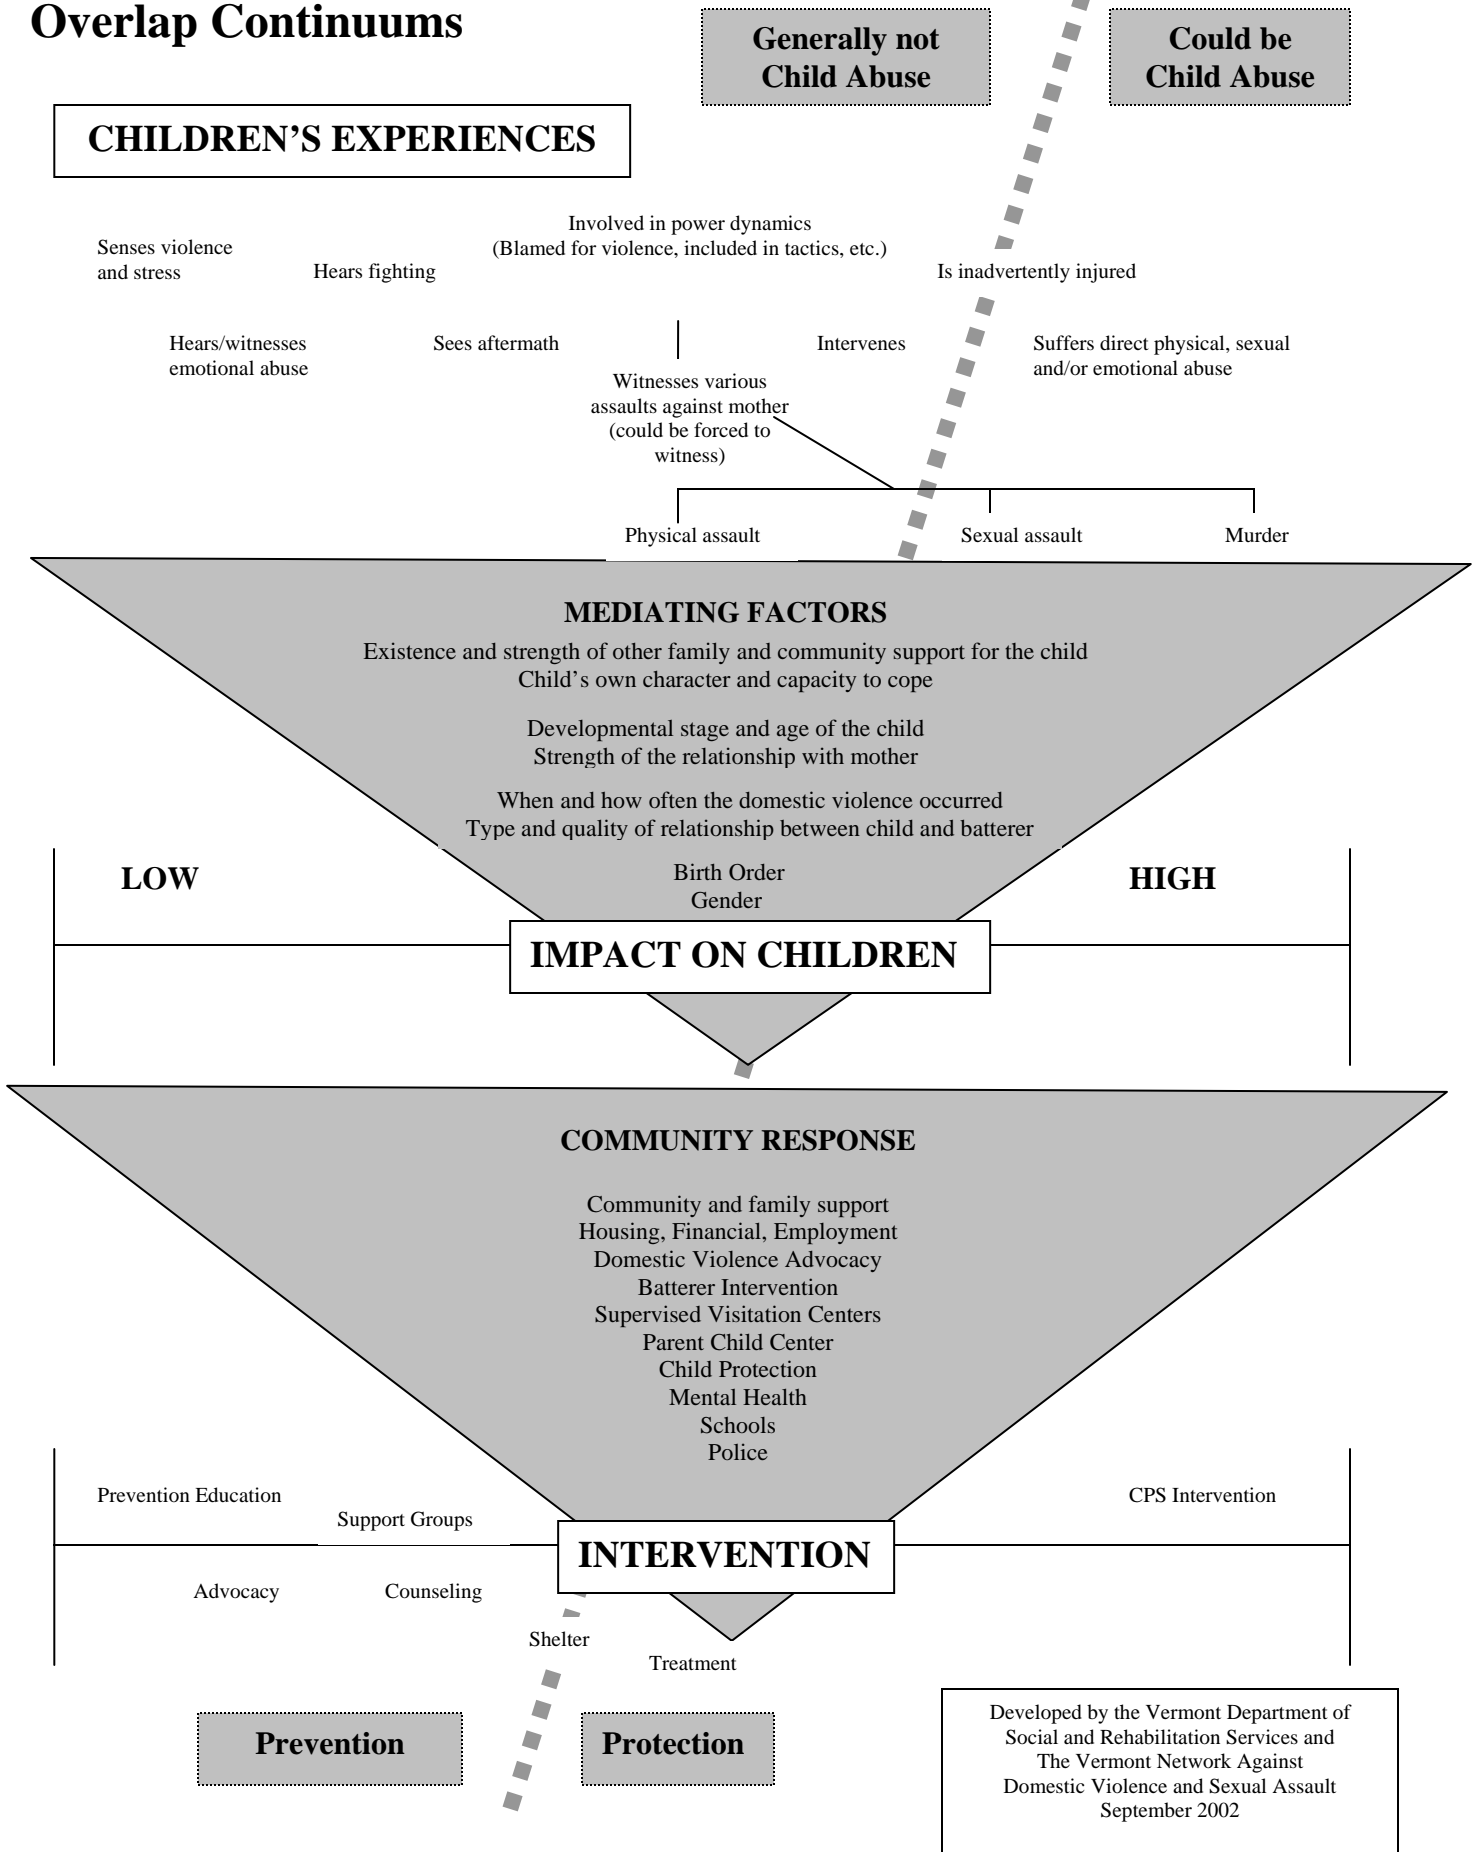 Overlap Continuums
Generally not
Child Abuse
Could be
Child Abuse
CHILDREN’S EXPERIENCES
Senses violence
and stress
Hears fighting
Involved in power dynamics
(Blamed for violence, included in tactics, etc.)
Is inadvertently injured
Hears/witnesses
emotional abuse
Sees aftermath
Witnesses various
assaults against mother
(could be forced to
witness)
Intervenes
Suffers direct physical, sexual
and/or emotional abuse
Physical assault
Sexual assault
Murder
MEDIATING FACTORS
Existence and strength of other family and community support for the child
Child’s own character and capacity to cope
Developmental stage and age of the child
Strength of the relationship with mother
When and how often the domestic violence occurred
Type and quality of relationship between child and batterer
Birth Order
Gender
LOW
HIGH
IMPACT ON CHILDREN
COMMUNITY RESPONSE
Community and family support
Housing, Financial, Employment
Domestic Violence Advocacy
Batterer Intervention
Supervised Visitation Centers
Parent Child Center
Child Protection
Mental Health
Schools
Police
Prevention Education
Support Groups
CPS Intervention
INTERVENTION
Advocacy
Counseling
Shelter
Treatment
Prevention
Protection
Developed by the Vermont Department of
Social and Rehabilitation Services and
The Vermont Network Against
Domestic Violence and Sexual Assault
September 2002